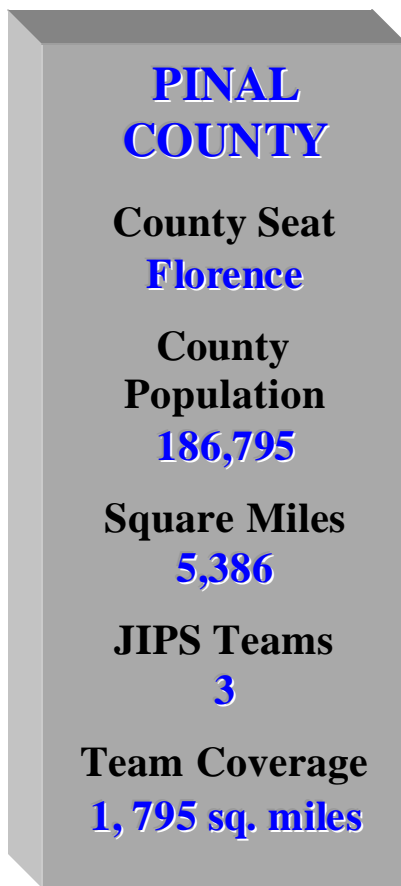 PINAL
COUNTY
County Seat
Florence
County
Population
186,795
Square Miles
5,386
JIPS Teams
3
Team Coverage
1, 795 sq. miles